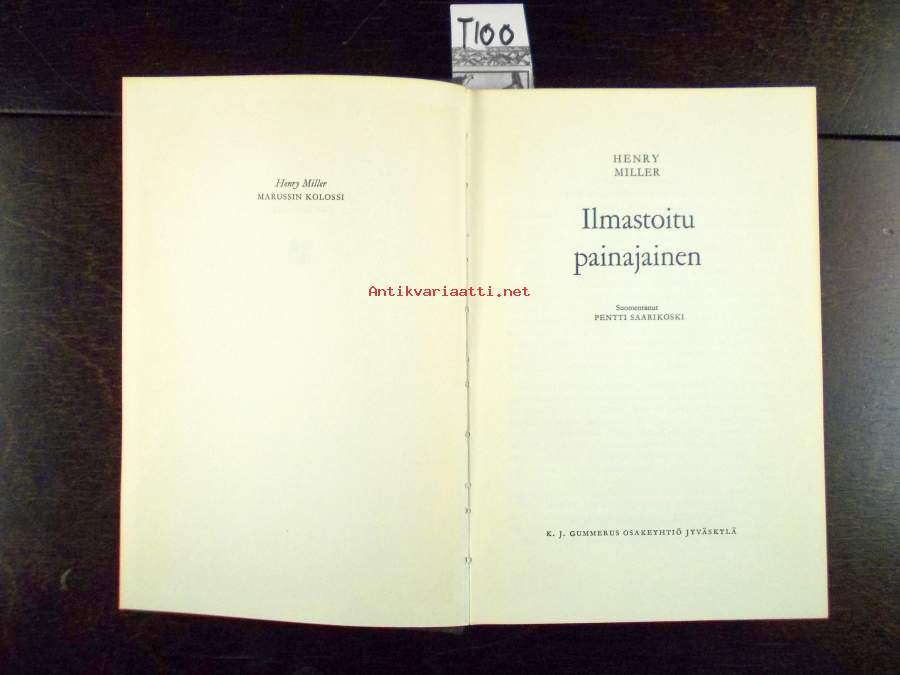 T100
Henry Miller
MARUSSIN KOLOSSI
HENRY
MILLER
Ilmastoitu
painajainen
Suomentanut
PENTTI SAARIKOSKI
K. J. GUMMERUS OSAKEYHTIÖ JYVÄSKYLÄ
Antikvariaatti.net